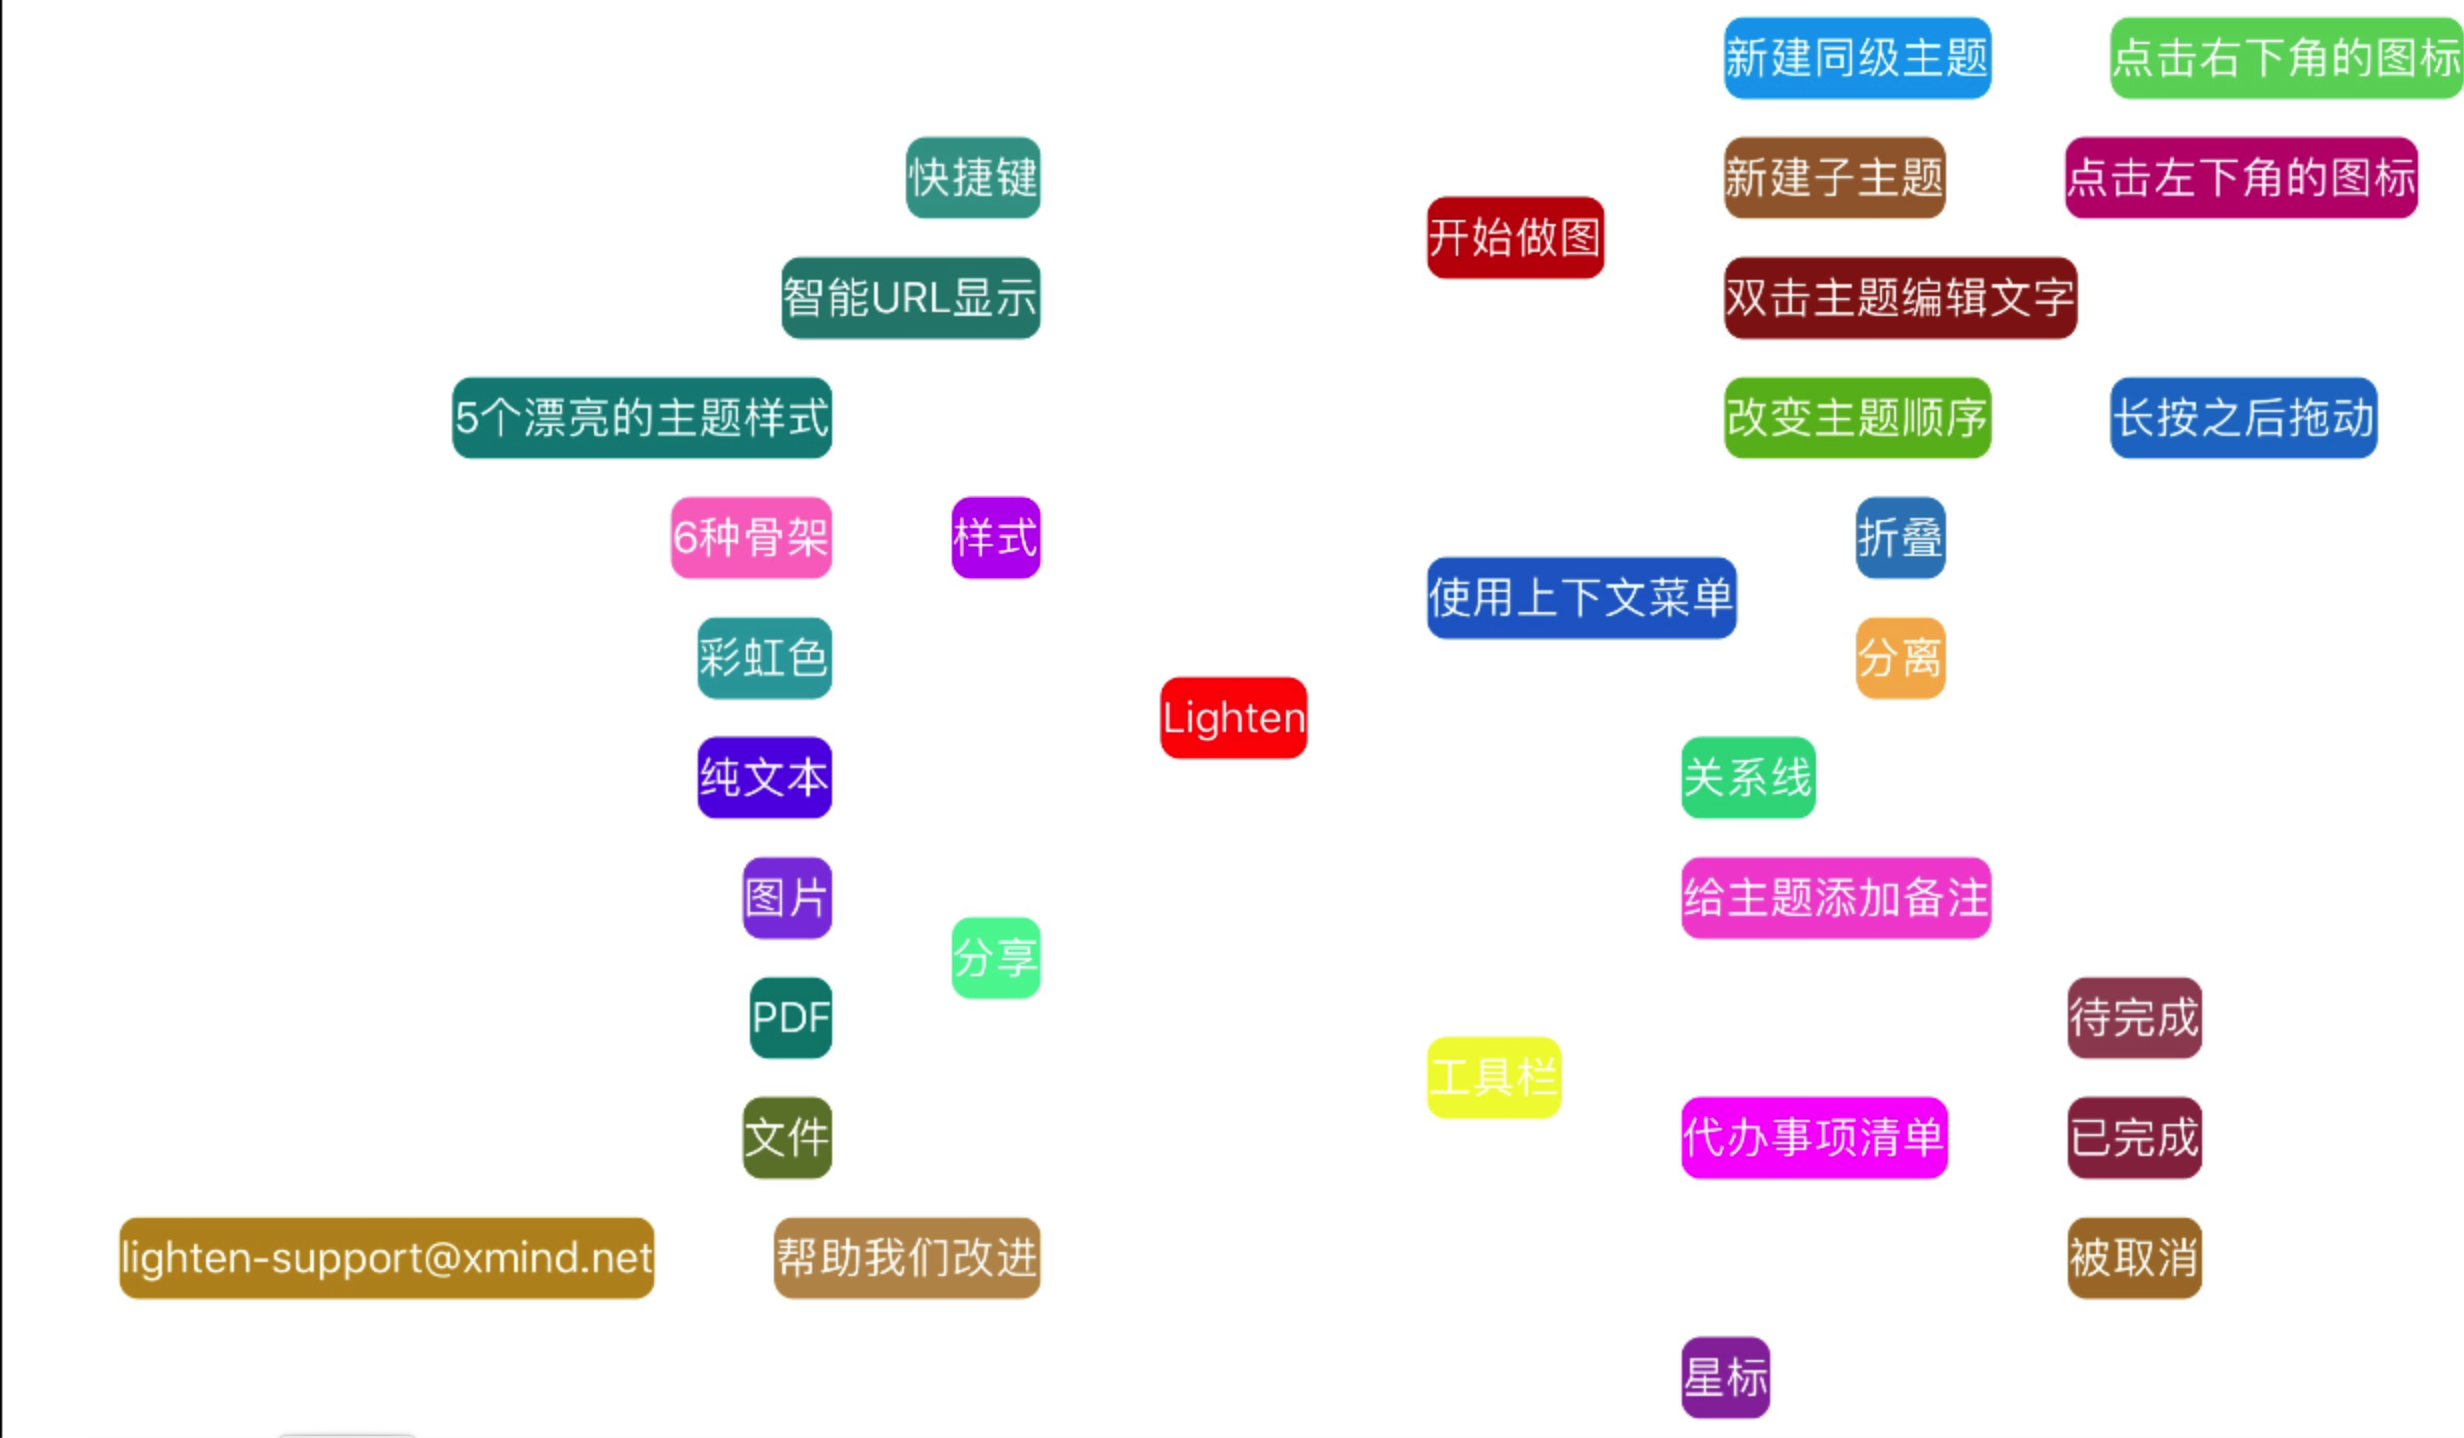 新建同级主题
点击右下角的图标
快捷键
新建子主题
点击左下角的图标
开始做图
智能URL显示
双击主题编辑文字
5个漂亮的主题样式
改变主题顺序
长按之后拖动
6种骨架
样式
折叠
使用上下文菜单
彩虹色
分离
Lighten
纯文本
关系线
图片
给主题添加备注
分享
PDF
待完成
工具栏
文件
代办事项清单
已完成
lighten-support@xmind.net
帮助我们改进
被取消
星标